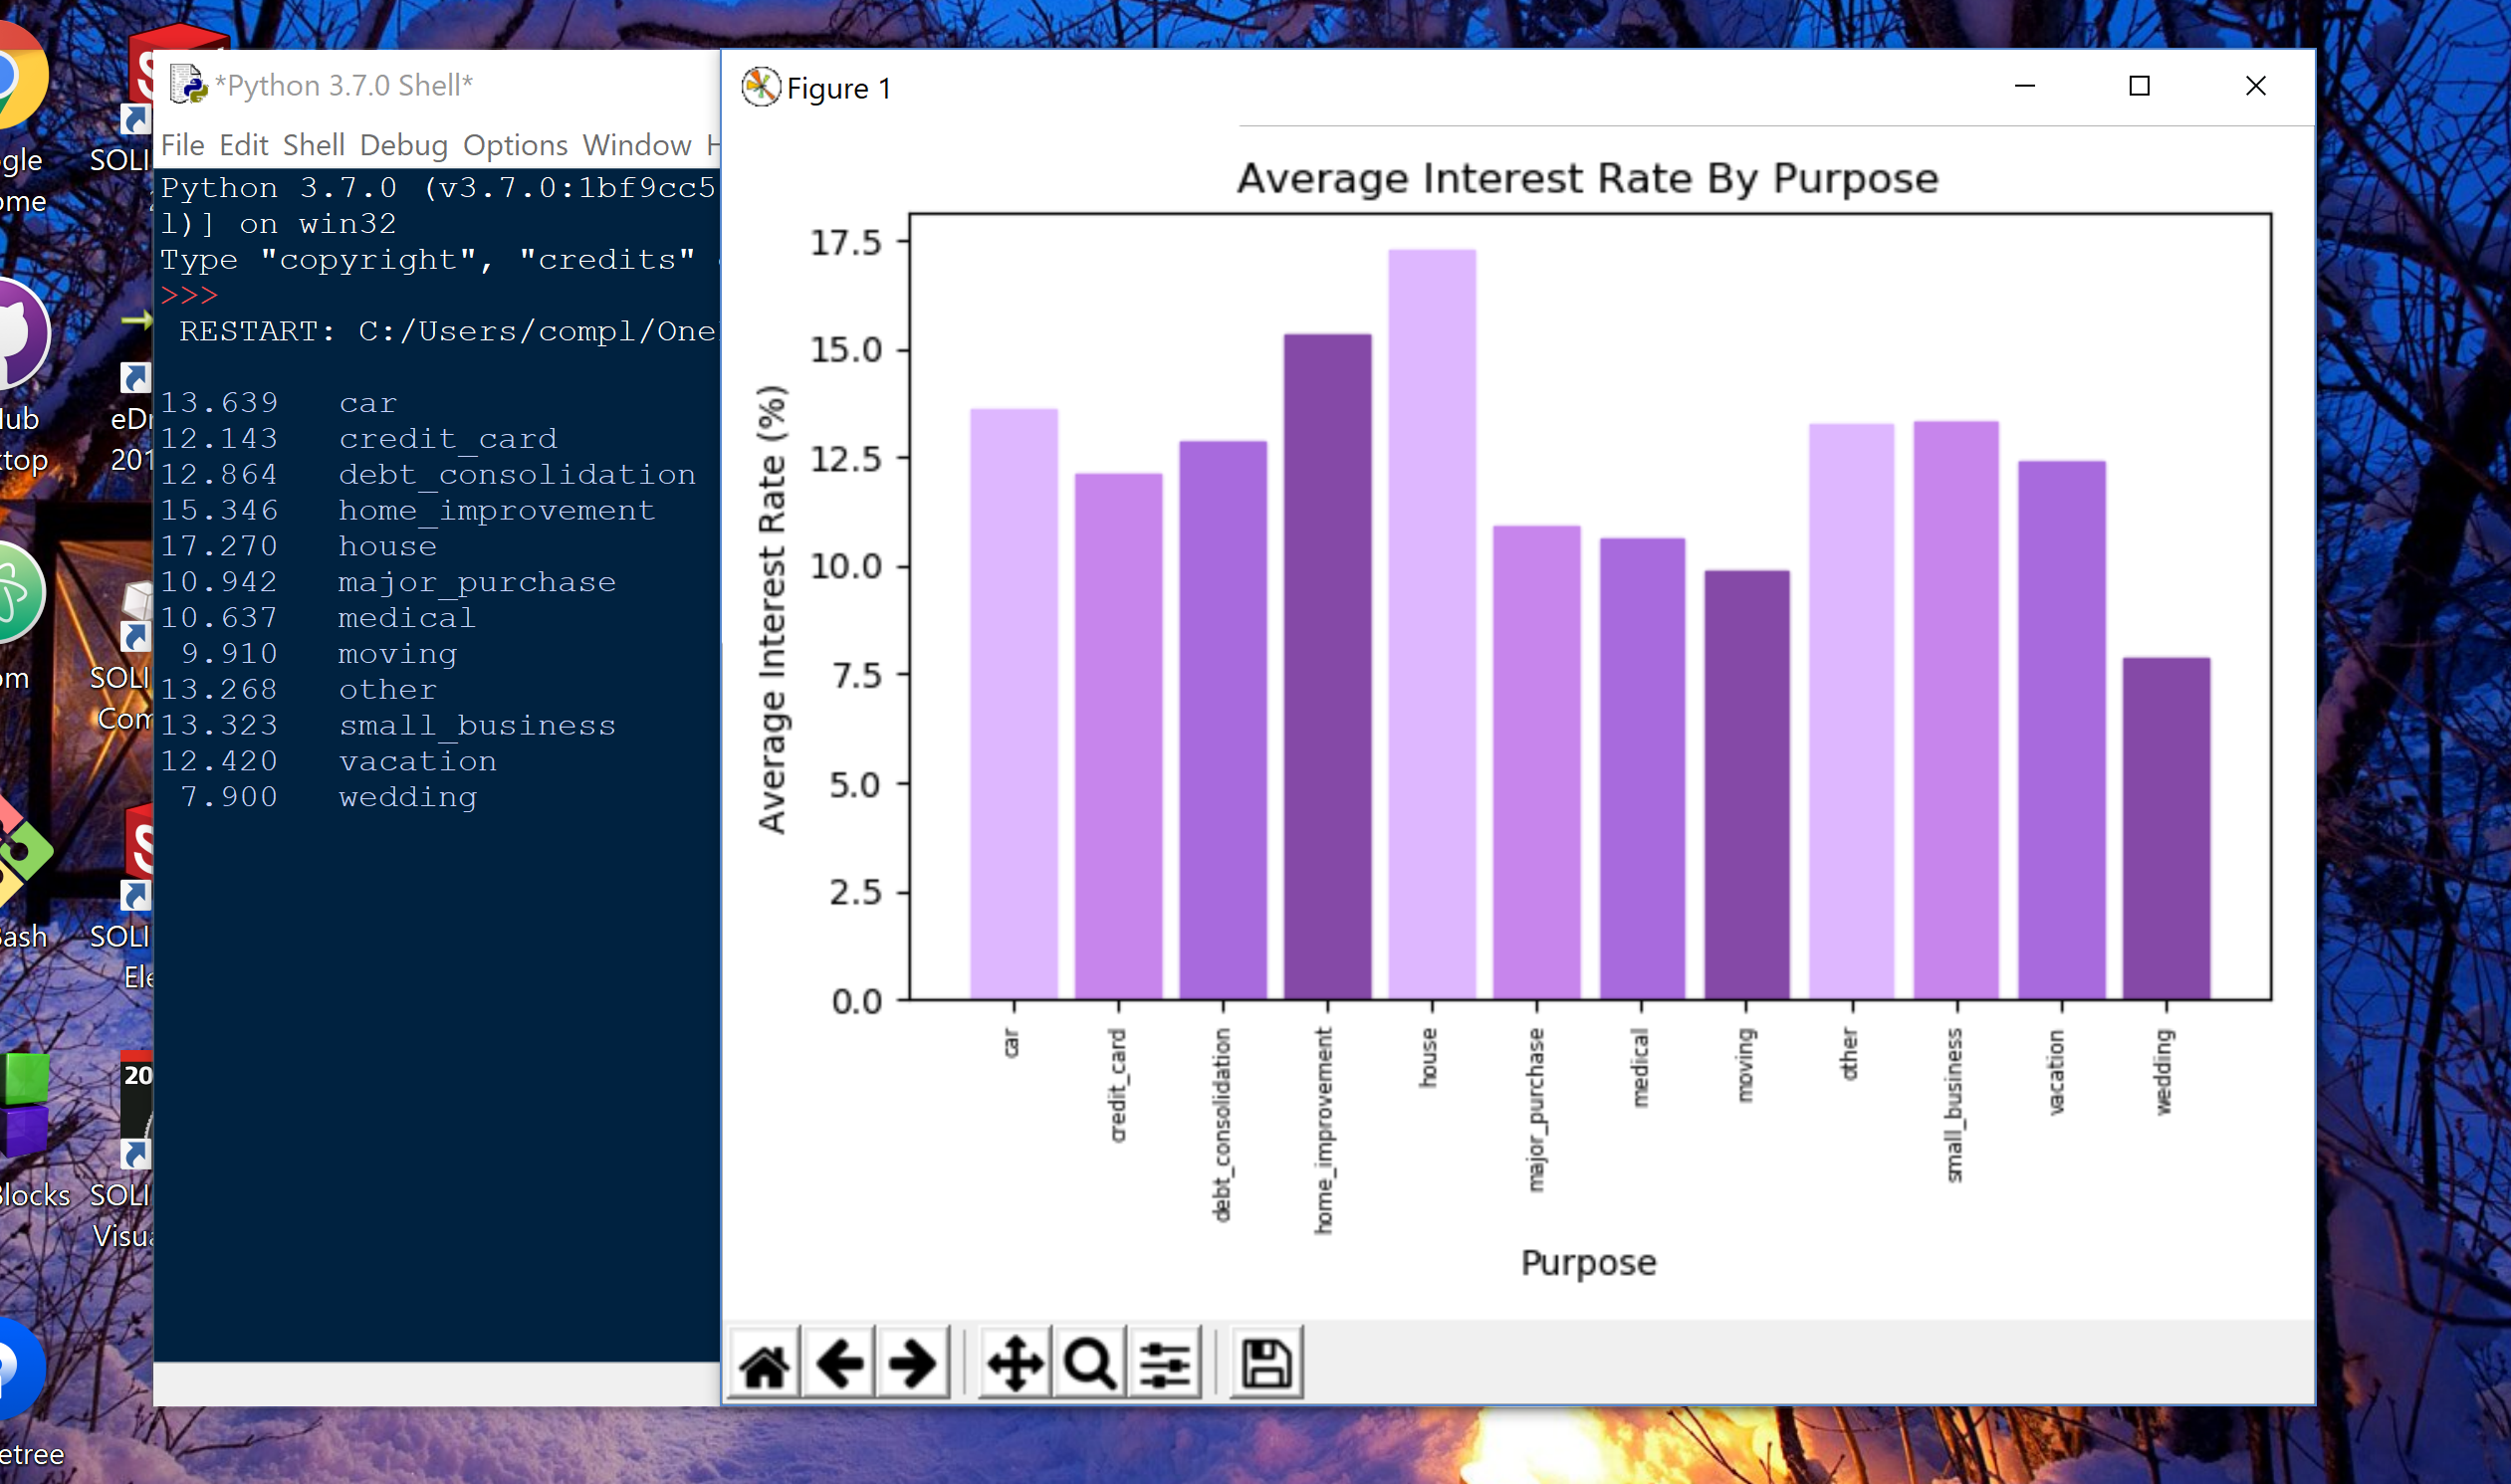 gle
ome
SOLI
lub
ktop
eDr
201
om
SOLI
Com
Bash
SOLI
Ele
20
Blocks
SOLI
Visua
etree
*Python 3.7.0 Shell*
File Edit Shell Debug Options Window H
Python 3.7.0 (v3.7.0:1bf9cc5
l)] on win32
Type "copyright", "credits"
>>>
RESTART: C:/Users/compl/One
13.639 car
12.143 credit_card
12.864 debt_consolidation
15.346 home_improvement
17.270 house
10.942 major_purchase
10.637 medical
9.910 moving
13.268 other
13.323 small_business
12.420 vacation
7.900 wedding
Figure 1
Average Interest Rate By Purpose
Average Interest Rate (%)
17.5
15.0
12.5
10.0
7.5
5.0
2.5
0.0
car
credit_card
debt_consolidation
home_improvement
house
major_purchase
medical
moving
other
small_business
vacation
wedding
Purpose